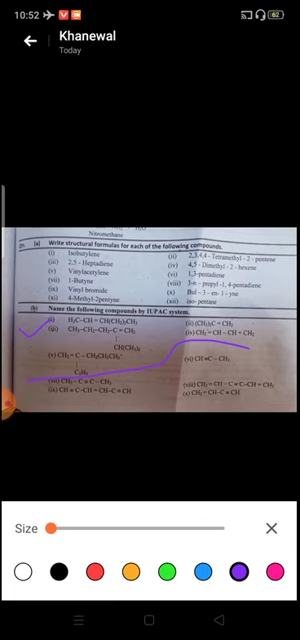 10:52
62
Khanewal
Today
Nitromethane
(a) Write structural formulas for each of the following compounds.
(i) Isobutylene (ii) 2,3,4,4 - Tetramethyl - 2 - pentene
(iii) 2,5 - Heptadiene (iv) 4,5 - Dimethyl - 2 - hexene
(v) Vinylacetylene (vi) 1,3-pentadiene
(vii) 1-Butyne (viii) 3-n - propyl -1, 4-pentadiene
(ix) Vinyl bromide (x) But - 3 - en- 1 - yne
(xi) 4-Methyl-2pentyne (xii) iso- pentane
(b) Name the following compounds by IUPAC system.
H₃C-CH = CH(CH₂)₂CH₃ (ii) (CH₃)₂C = CH₂
CH₃-CH₂-CH₂-C = CH₂ (iv) CH₂ = CH - CH = CH₂
|
CH(CH₃)₂
(v) CH₂ = C - CH₂CH₂CH₃ (vi) CH ≡C - CH₃
|
C₂H₅
(vii) CH₃ - C ≡ C - CH₃ (viii) CH₂ = CH - C ≡ C-CH = CH₂
(ix) CH ≡ C-CH = CH-C ≡ CH (x) CH₂ = CH-C ≡ CH
Size